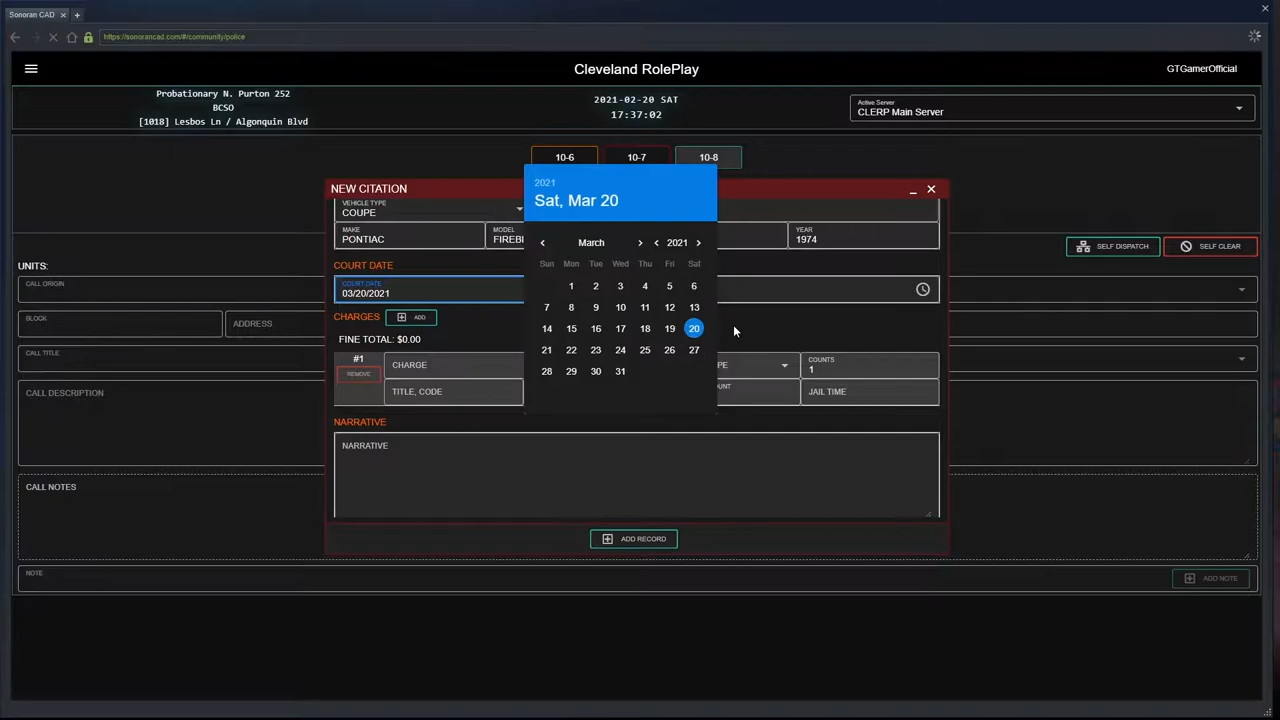 Sonoran CAD
https://sonorancad.com/#/community/police
Cleveland RolePlay
GTGamerOfficial
Probationary N. Purton 252
BCSO
[1018] Lesbos Ln / Algonquin Blvd
2021-02-20 SAT
17:37:02
Active Server
CLERP Main Server
10-6
10-7
10-8
SELF DISPATCH
SELF CLEAR
UNITS:
CALL ORIGIN
BLOCK
ADDRESS
CALL TITLE
CALL DESCRIPTION
CALL NOTES
NOTE
ADD NOTE
NEW CITATION
VEHICLE TYPE
COUPE
MAKE
PONTIAC
MODEL
FIREB
YEAR
1974
COURT DATE
COURT DATE
03/20/2021
CHARGES
ADD
FINE TOTAL: $0.00
#1
REMOVE
CHARGE
PE
COUNTS
1
TITLE, CODE
UNT
JAIL TIME
NARRATIVE
NARRATIVE
ADD RECORD
2021
Sat, Mar 20
March
2021
Sun Mon Tue Wed Thu Fri Sat
1 2 3 4 5 6
7 8 9 10 11 12 13
14 15 16 17 18 19 20
21 22 23 24 25 26 27
28 29 30 31